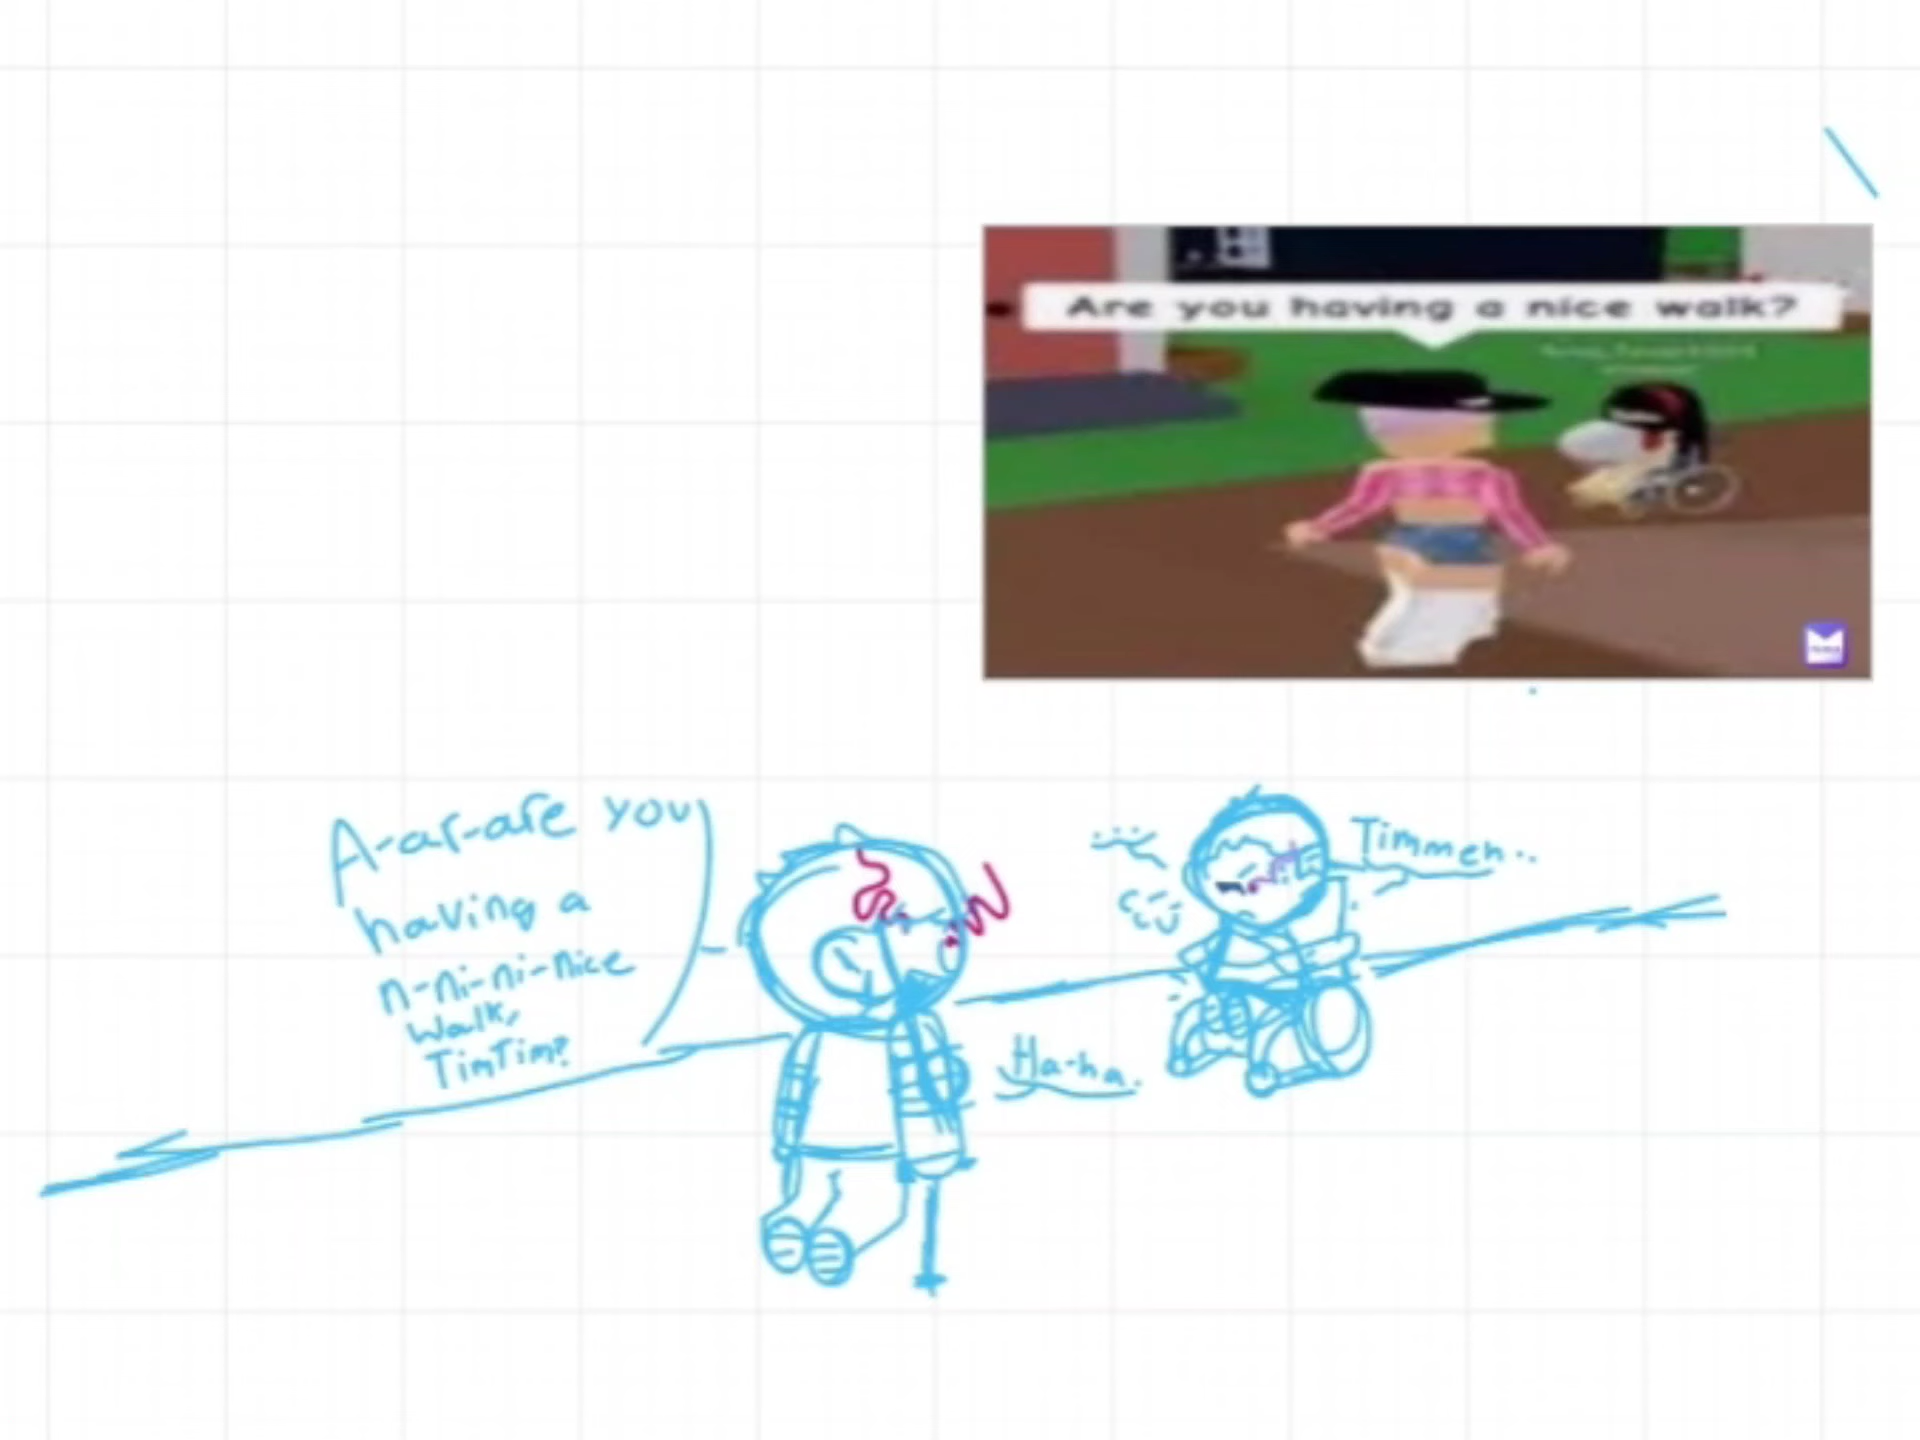 Are you having a nice walk?
A-ar-are you
having a
n-ni-ni-nice
walk,
TimTim?
Timmeh..
Ha-ha.